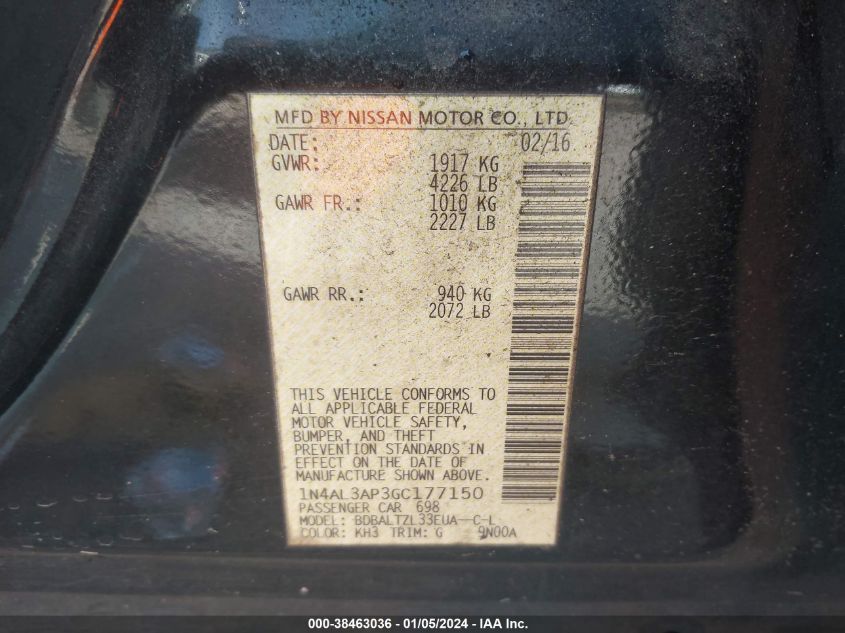 MFD BY NISSAN MOTOR CO., LTD.
DATE: 02/16
GVWR: 1917 KG
4226 LB
GAWR FR.: 1010 KG
2227 LB
GAWR RR.: 940 KG
2072 LB
THIS VEHICLE CONFORMS TO
ALL APPLICABLE FEDERAL
MOTOR VEHICLE SAFETY,
BUMPER, AND THEFT
PREVENTION STANDARDS IN
EFFECT ON THE DATE OF
MANUFACTURE SHOWN ABOVE.
1N4AL3AP3GC177150
PASSENGER CAR 698
MODEL: BDBALTZL33EUA--C-L
COLOR: KH3 TRIM: G 9N00A
000-38463036 - 01/05/2024 - IAA Inc.